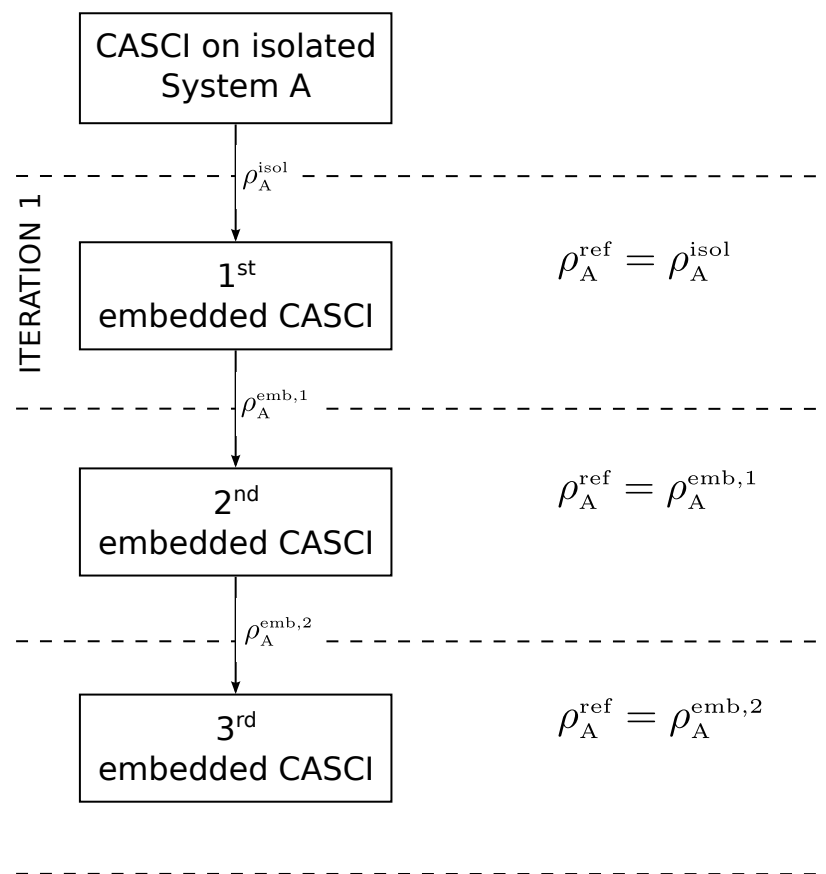 CASCI on isolated
System A
ρ_A^isol
ITERATION 1
1st
embedded CASCI
ρ_A^ref = ρ_A^isol
ρ_A^emb,1
2nd
embedded CASCI
ρ_A^ref = ρ_A^emb,1
ρ_A^emb,2
3rd
embedded CASCI
ρ_A^ref = ρ_A^emb,2